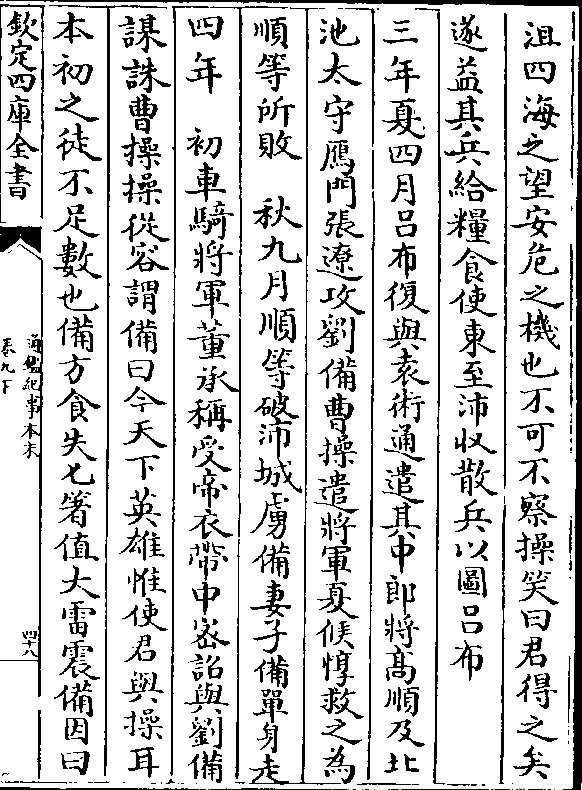 沮四海之望安危之機也不可不察操笑曰君得之矣
遂益其兵給糧食使東至沛收散兵以圖吕布
三年夏四月吕布復與袁術通遣其中郎將髙順及北
池太守鴈門張遼攻劉備曹操遣將軍夏候惇救之為
順等所敗　秋九月順等破沛城虜備妻子備單身走
四年　初車騎將軍董承稱受帝衣帶中密詔與劉備
謀誅曹操操從容謂備曰今天下英雄惟使君與操耳
本初之徒不足數也備方食失匕箸值大雷震備因曰
欽定四庫全書
通鑑紀事本末
卷九下
四十八